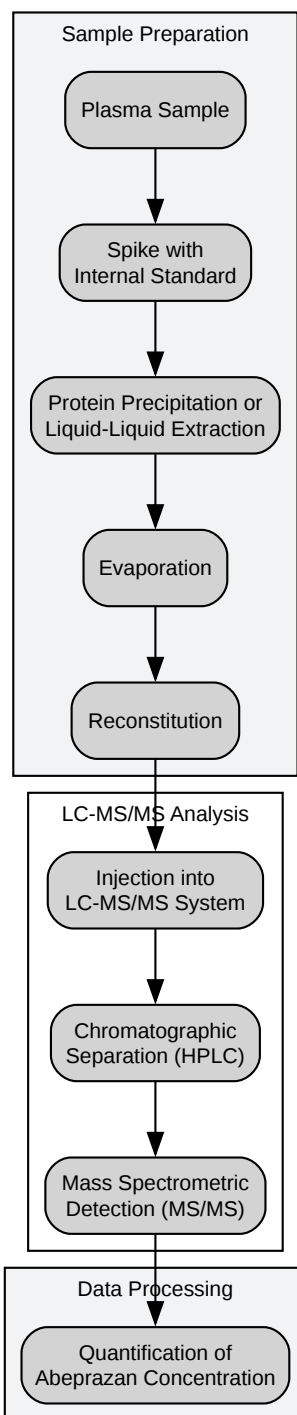 Sample Preparation
Plasma Sample
Spike with
Internal Standard
Protein Precipitation or
Liquid-Liquid Extraction
Evaporation
Reconstitution
LC-MS/MS Analysis
Injection into
LC-MS/MS System
Chromatographic
Separation (HPLC)
Mass Spectrometric
Detection (MS/MS)
Data Processing
Quantification of
Abeprazan Concentration